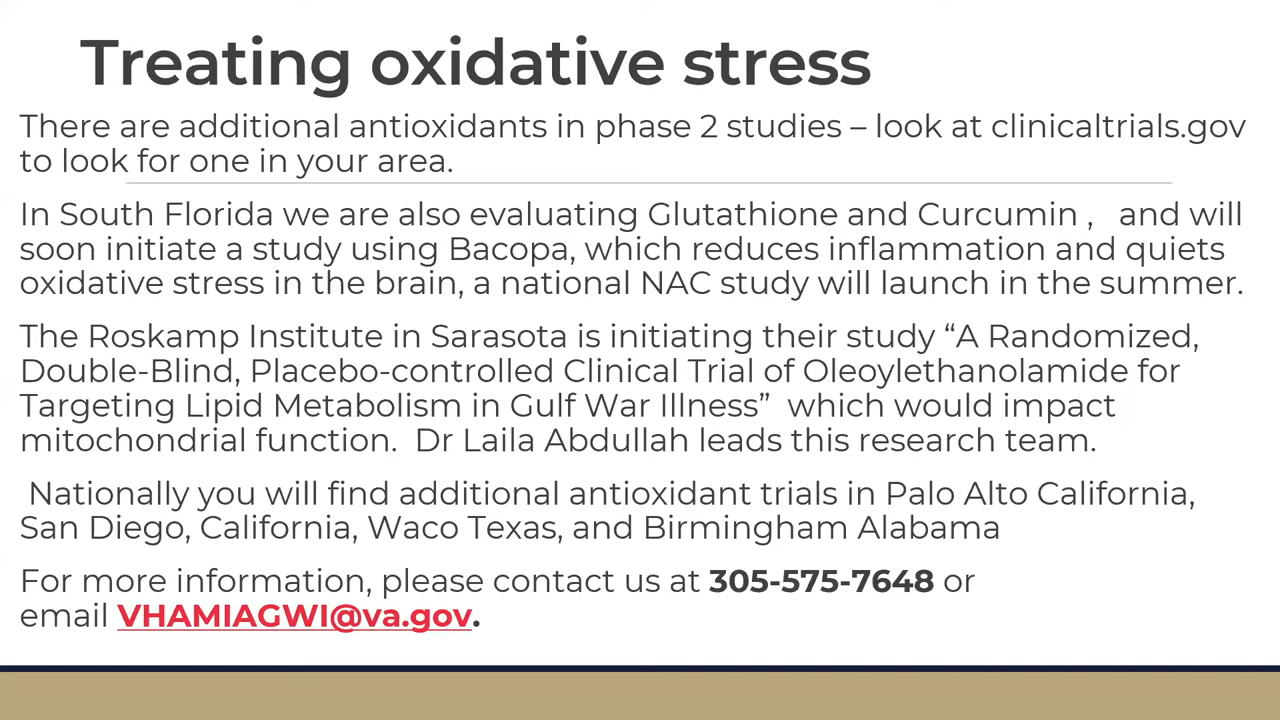 Treating oxidative stress
There are additional antioxidants in phase 2 studies – look at clinicaltrials.gov
to look for one in your area.
In South Florida we are also evaluating Glutathione and Curcumin ,   and will
soon initiate a study using Bacopa, which reduces inflammation and quiets
oxidative stress in the brain, a national NAC study will launch in the summer.
The Roskamp Institute in Sarasota is initiating their study “A Randomized,
Double-Blind, Placebo-controlled Clinical Trial of Oleoylethanolamide for
Targeting Lipid Metabolism in Gulf War Illness”  which would impact
mitochondrial function.  Dr Laila Abdullah leads this research team.
Nationally you will find additional antioxidant trials in Palo Alto California,
San Diego, California, Waco Texas, and Birmingham Alabama
For more information, please contact us at 305-575-7648 or
email VHAMIAGWI@va.gov.